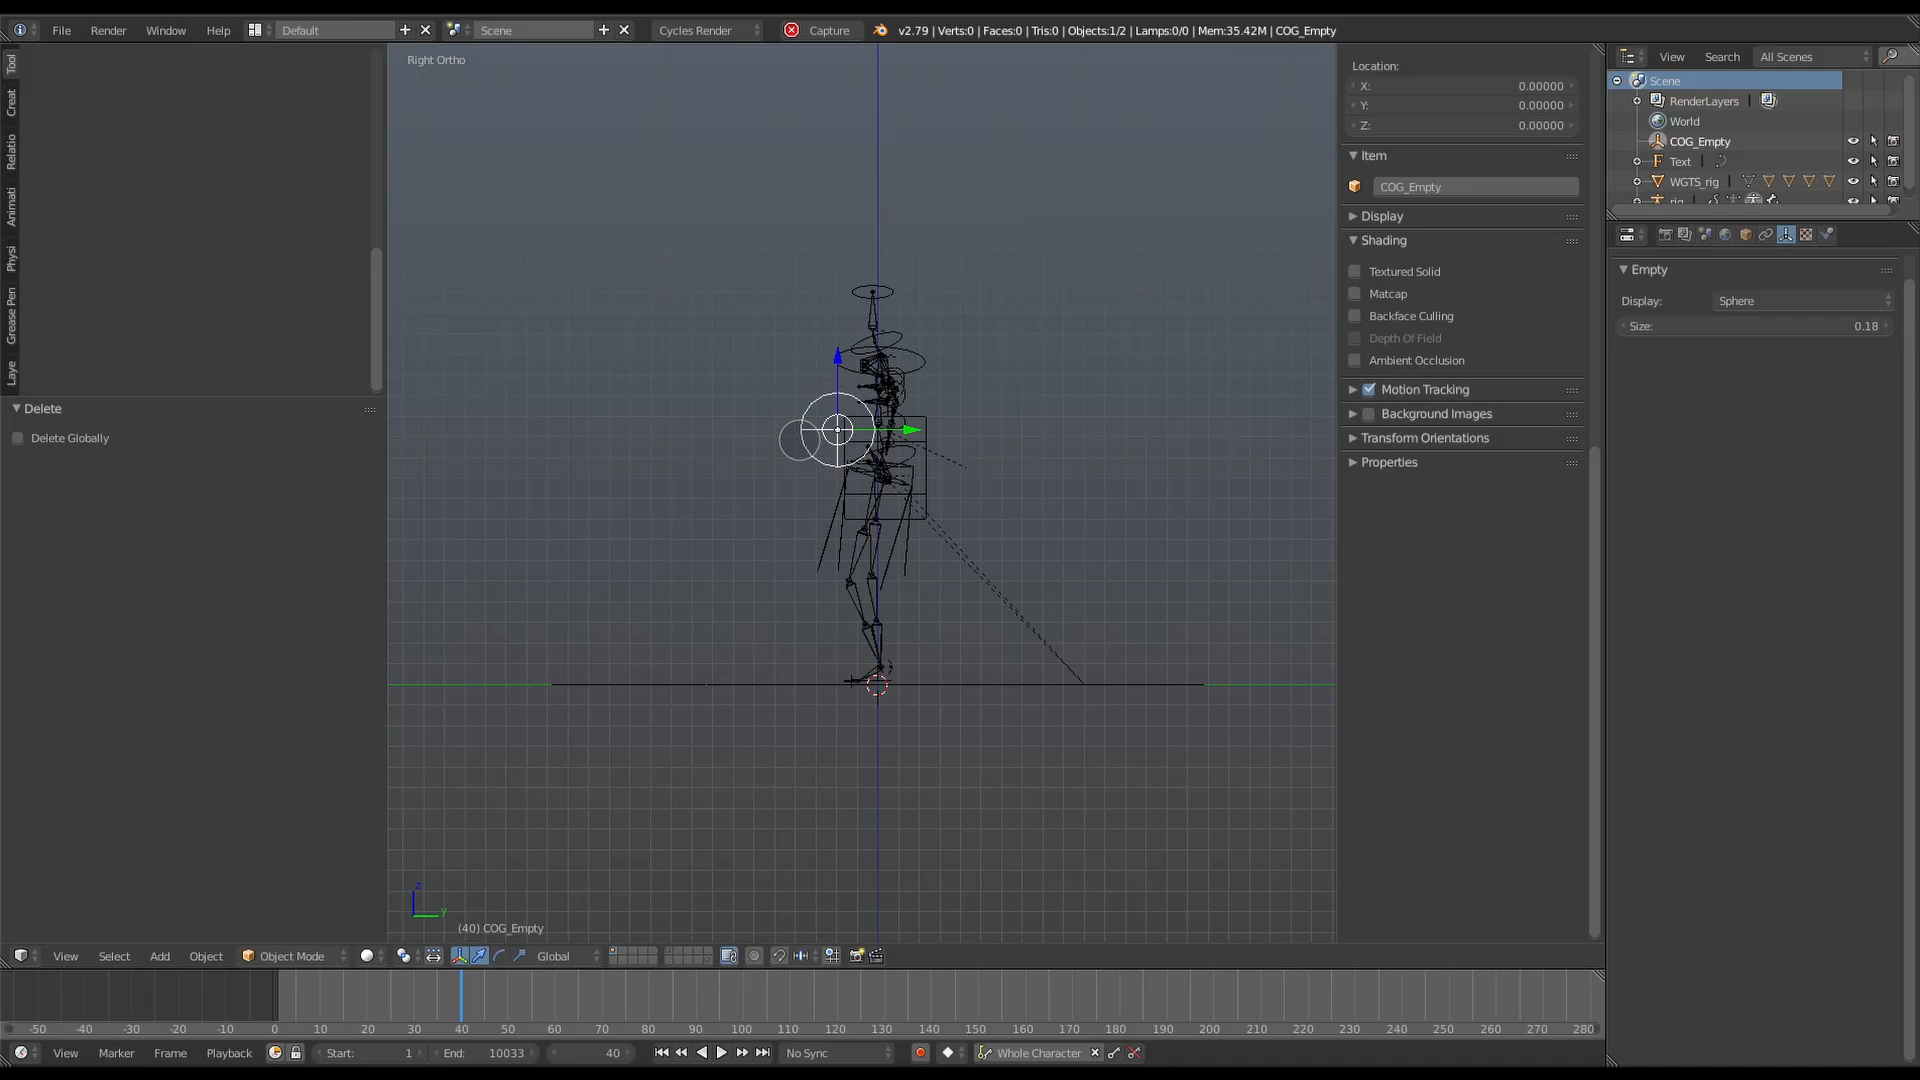 File Render Window Help Default Scene Cycles Render Capture v2.79 | Verts:0 | Faces:0 | Tris:0 | Objects:1/2 | Lamps:0/0 | Mem:35.42M | COG_Empty
Tool
Creat
Relatio
Animati
Physi
Grease Pen
Laye
Delete
Delete Globally
Right Ortho
z
y
(40) COG_Empty
Location:
X: 0.00000
Y: 0.00000
Z: 0.00000
Item
COG_Empty
Display
Shading
Textured Solid
Matcap
Backface Culling
Depth Of Field
Ambient Occlusion
Motion Tracking
Background Images
Transform Orientations
Properties
View Search All Scenes
Scene
RenderLayers
World
COG_Empty
Text
WGTS_rig
rig
Empty
Display: Sphere
Size: 0.18
View Select Add Object Object Mode Global
-50 -40 -30 -20 -10 0 10 20 30 40 50 60 70 80 90 100 110 120 130 140 150 160 170 180 190 200 210 220 230 240 250 260 270 280
View Marker Frame Playback Start: 1 End: 10033 40 No Sync Whole Character